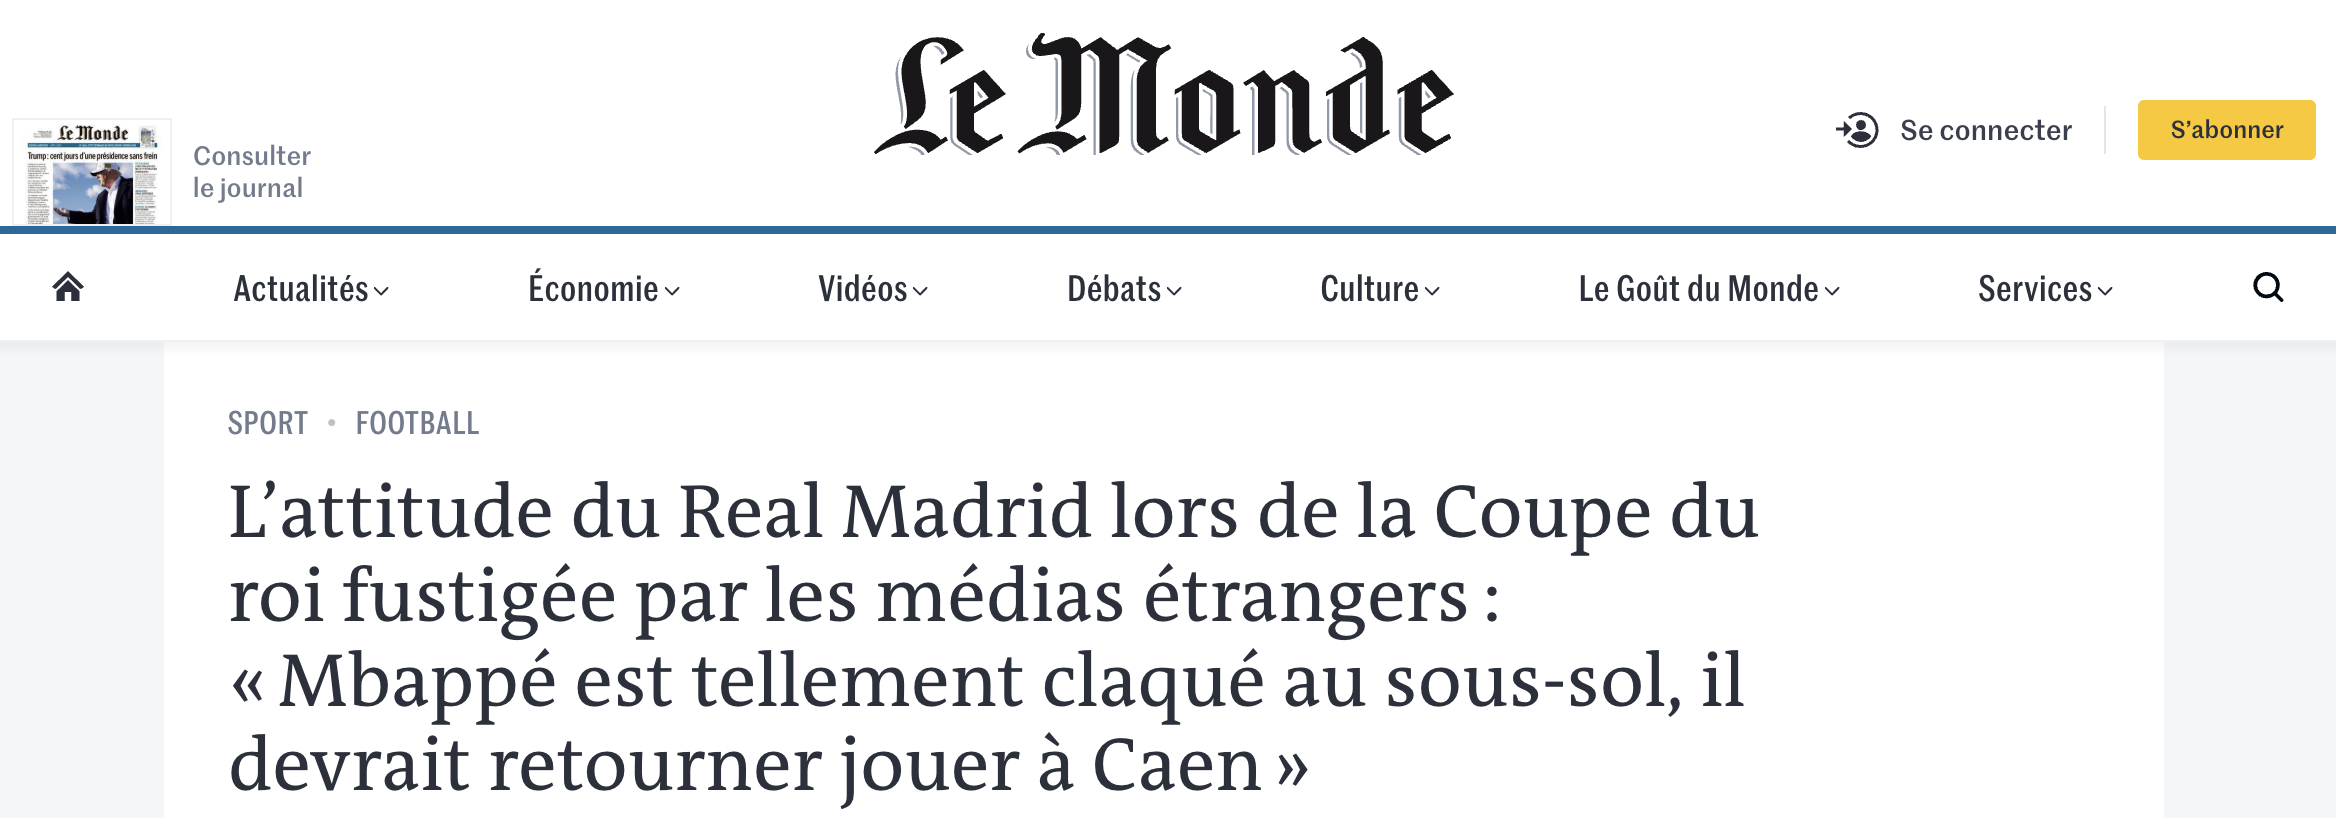 Le Monde
Le Monde
Trump : cent jours d'une présidence sans frein
Consulter
le journal
Se connecter
S’abonner
Actualités
Économie
Vidéos
Débats
Culture
Le Goût du Monde
Services
SPORT • FOOTBALL
L’attitude du Real Madrid lors de la Coupe du
roi fustigée par les médias étrangers :
« Mbappé est tellement claqué au sous-sol, il
devrait retourner jouer à Caen »